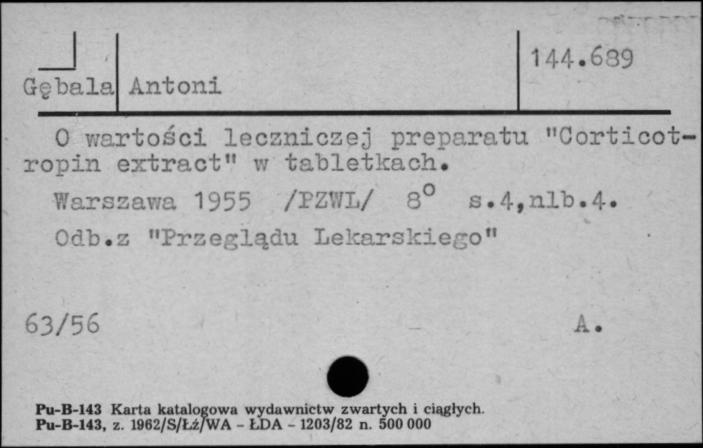 144.689
Gębala Antoni
O wartości leczniczej preparatu "Corticot-
ropin extract" w tabletkach.
Warszawa 1955 /PZWL/ 8° s.4,nlb.4.
Odb.z "Przeglądu Lekarskiego"
63/56 A.
Pu-B-143 Karta katalogowa wydawnictw zwartych i ciągłych.
Pu-B-143, z. 1962/S/Łź/WA - ŁDA - 1203/82 n. 500 000